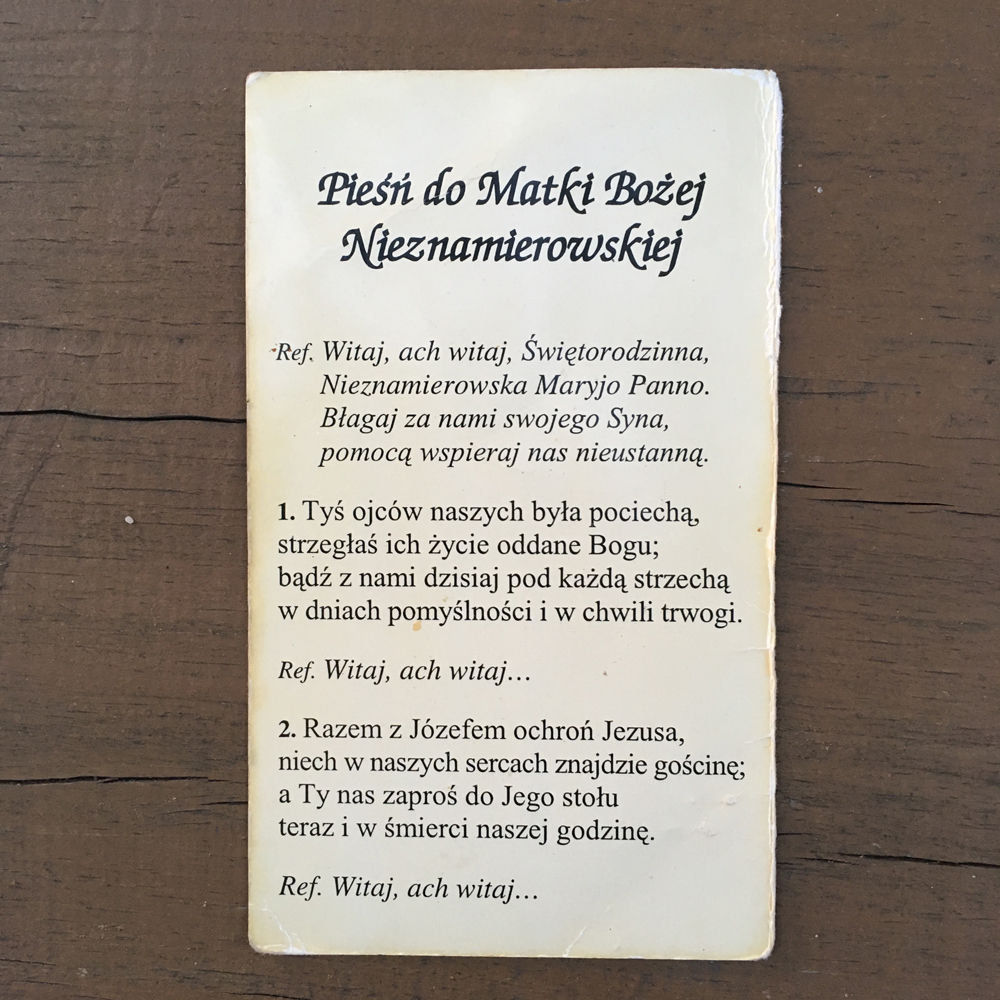 Pieśń do Matki Bożej
Nieznamierowskiej
Ref. Witaj, ach witaj, Świętorodzinna,
Nieznamierowska Maryjo Panno.
Błagaj za nami swojego Syna,
pomocą wspieraj nas nieustanną.
1. Tyś ojców naszych była pociechą,
strzegłaś ich życie oddane Bogu;
bądź z nami dzisiaj pod każdą strzechą
w dniach pomyślności i w chwili trwogi.
Ref. Witaj, ach witaj...
2. Razem z Józefem ochroń Jezusa,
niech w naszych sercach znajdzie gościnę;
a Ty nas zaproś do Jego stołu
teraz i w śmierci naszej godzinę.
Ref. Witaj, ach witaj...